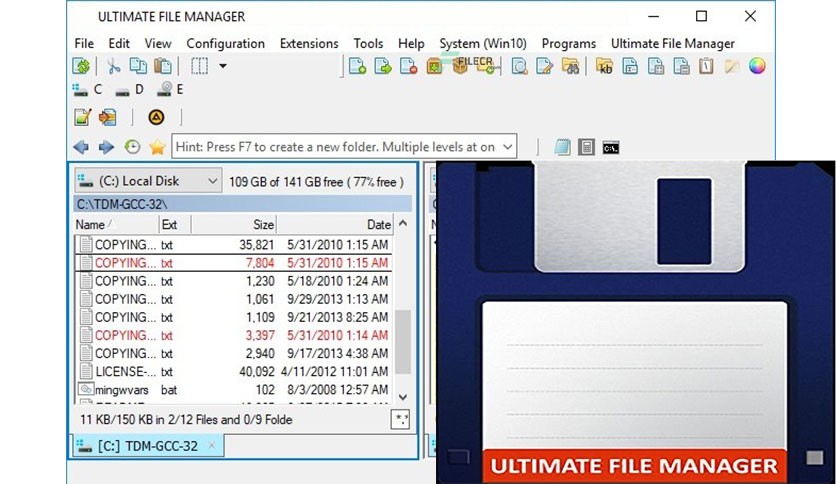 ULTIMATE FILE MANAGER
File Edit View Configuration Extensions Tools Help System (Win10) Programs Ultimate File Manager
FILECR
kb
C D E
Hint: Press F7 to create a new folder. Multiple levels at on
C:\
(C:) Local Disk 109 GB of 141 GB free ( 77% free )
C:\TDM-GCC-32\
Name Ext Size Date
COPYING... txt 35,821 5/31/2010 1:15 AM
COPYING... txt 7,804 5/31/2010 1:15 AM
COPYING... txt 1,230 5/18/2010 1:24 AM
COPYING... txt 1,061 9/29/2013 1:13 AM
COPYING... txt 1,109 9/21/2013 8:25 AM
COPYING... txt 3,397 5/31/2010 1:14 AM
COPYING... txt 2,940 9/17/2013 4:38 AM
LICENSE-... txt 40,092 4/11/2012 11:01 AM
mingwvars bat 102 8/3/2008 12:57 AM
11 KB/150 KB in 2/12 Files and 0/9 Folde *.*
[C:] TDM-GCC-32 ×
ULTIMATE FILE MANAGER